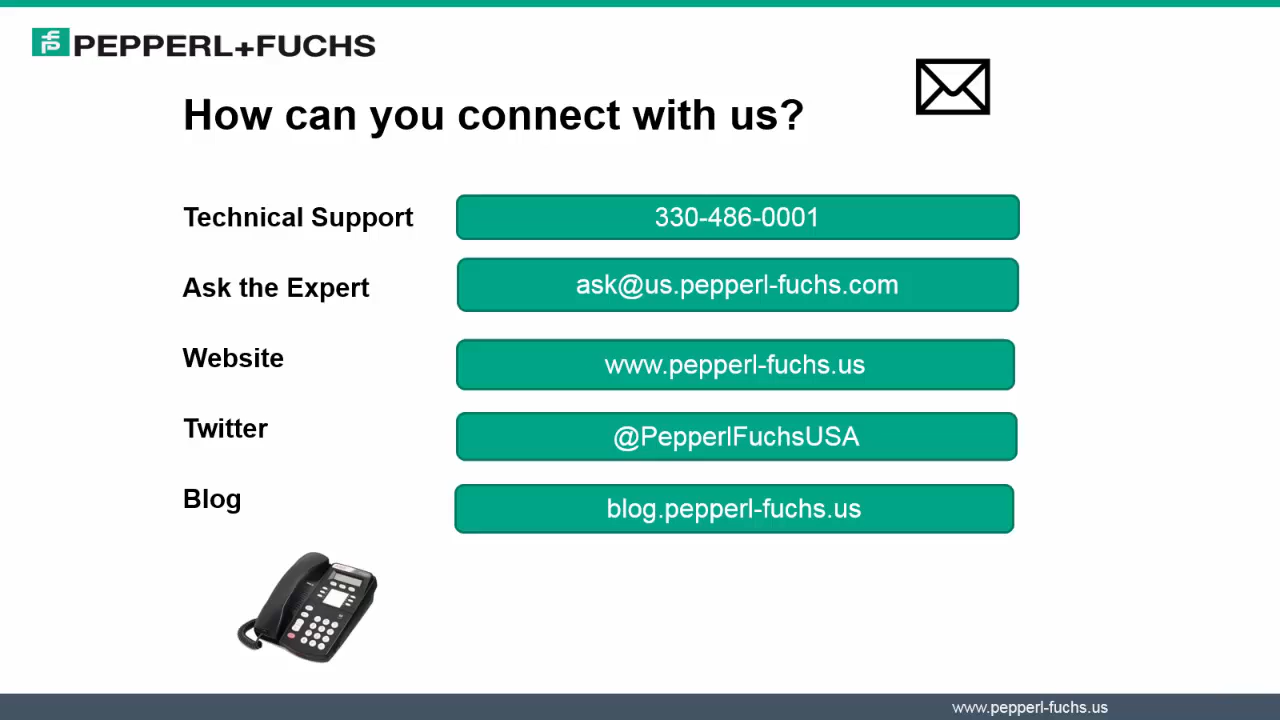 PEPPERL+FUCHS
How can you connect with us?
Technical Support
330-486-0001
Ask the Expert
ask@us.pepperl-fuchs.com
Website
www.pepperl-fuchs.us
Twitter
@PepperlFuchsUSA
Blog
blog.pepperl-fuchs.us
www.pepperl-fuchs.us